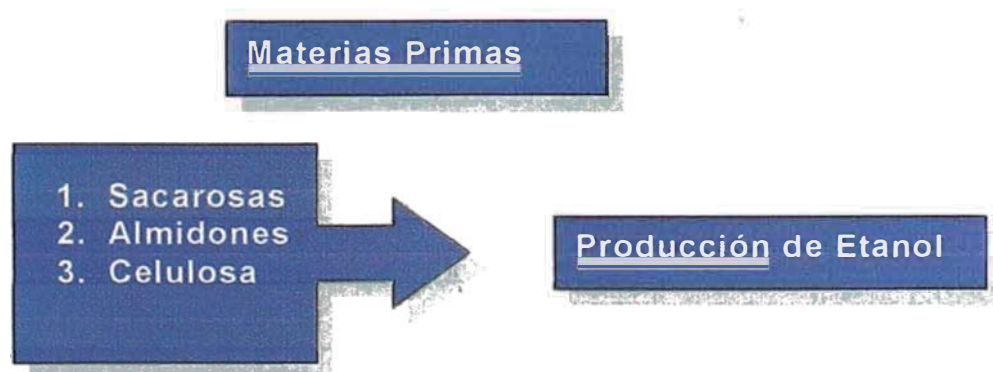 Materias Primas
1. Sacarosas
2. Almidones
3. Celulosa
Producción de Etanol